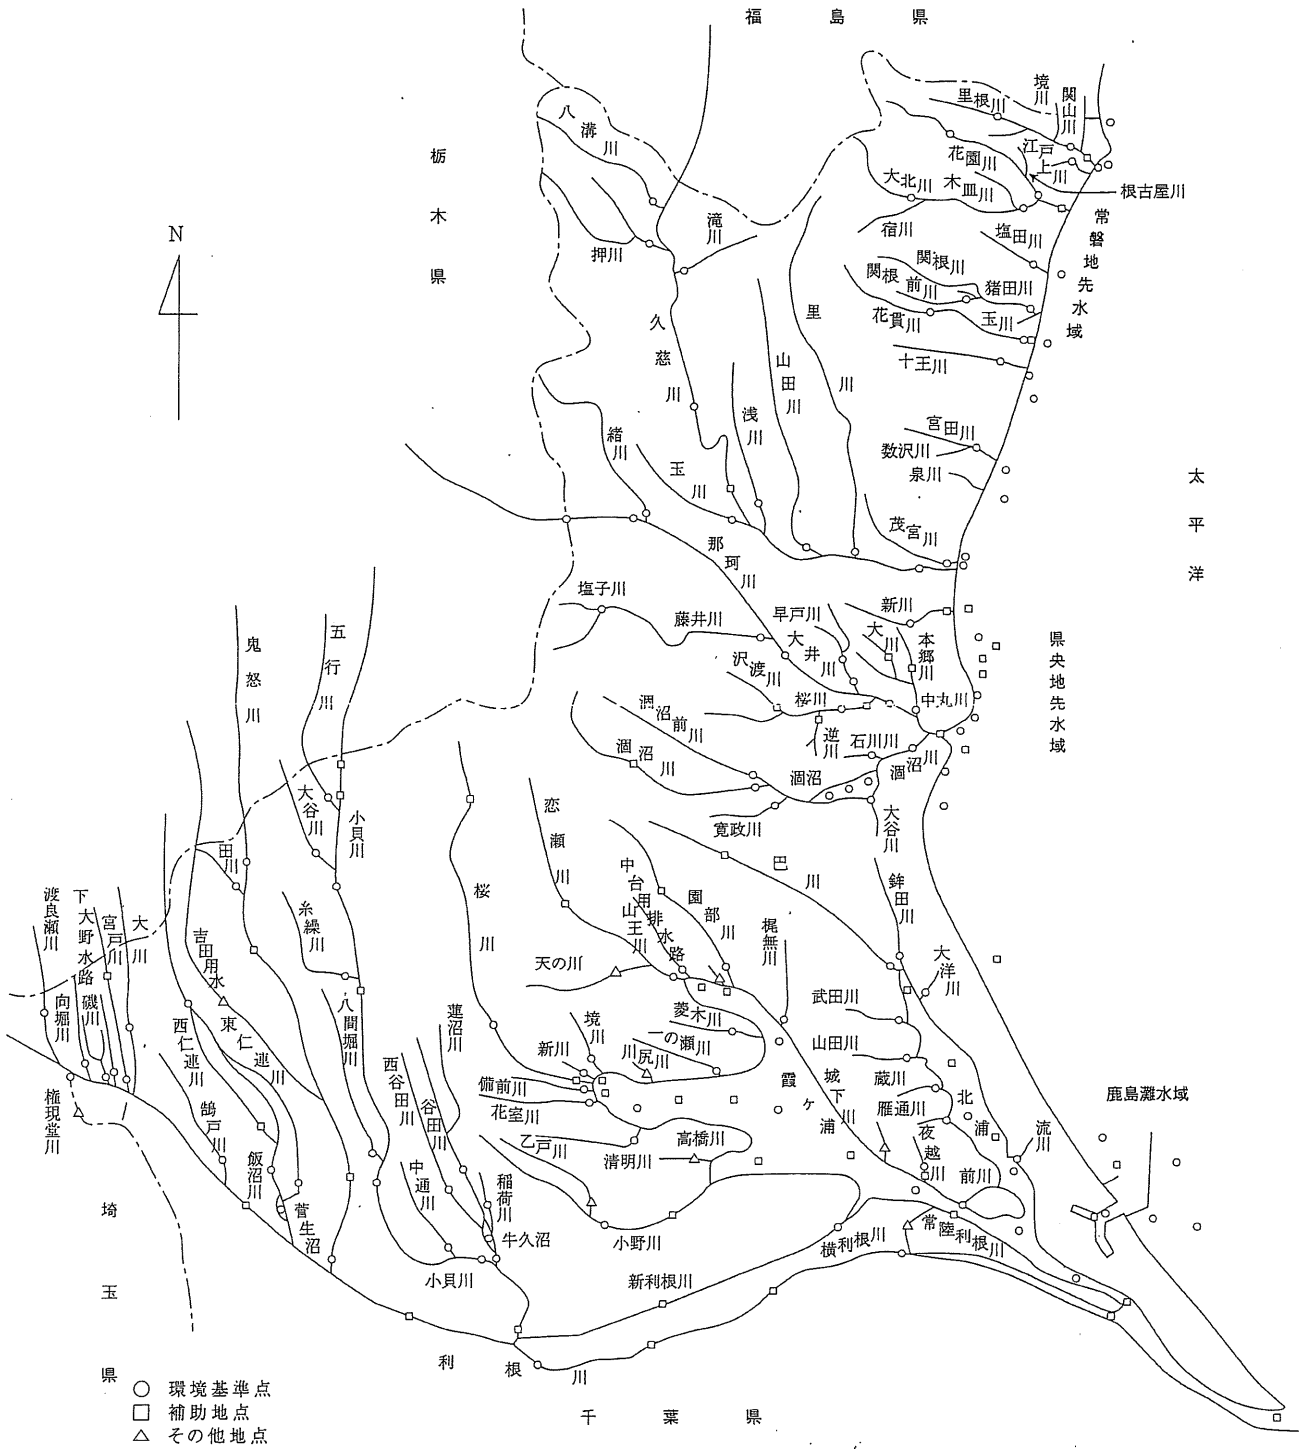 福島県
栃木県
N
八溝川
押川
滝川
久慈川
里川
山田川
浅川
緒川
玉川
里根川
境川
関山川
花園川
江戸上川
大北川
木皿川
根古屋川
宿川
塩田川
常磐地先水域
関根川
関根前川
猪田川
花貫川
玉川
十王川
宮田川
数沢川
泉川
茂宮川
太平洋
那珂川
塩子川
藤井川
早戸川
新川
大川
大井川
本郷川
沢渡川
桜川
中丸川
県央地先水域
涸沼前川
涸沼川
逆川
石川川
涸沼川
涸沼
大谷川
寛政川
鬼怒川
五行川
大谷川
小貝川
田川
糸繰川
桜川
恋瀬川
中台用排水路
山王川
園部川
巴川
鉾田川
梶無川
大洋川
天の川
武田川
菱木川
一の瀬川
山田川
蔵川
雁通川
渡良瀬川
下大野水路
宮戸川
大川
向堀川
磯川
吉田用水
西仁連川
東仁連川
八間堀川
蓮沼川
西谷田川
谷田川
境川
新川
川尻川
備前川
花室川
乙戸川
清明川
高橋川
霞ヶ浦
城下川
夜越川
北浦
流川
前川
鹿島灘水域
権現堂川
鵠戸川
飯沼川
菅生沼
中通川
稲荷川
牛久沼
小貝川
小野川
新利根川
横利根川
常陸利根川
利根川
埼玉県
千葉県
○ 環境基準点
□ 補助地点
△ その他地点